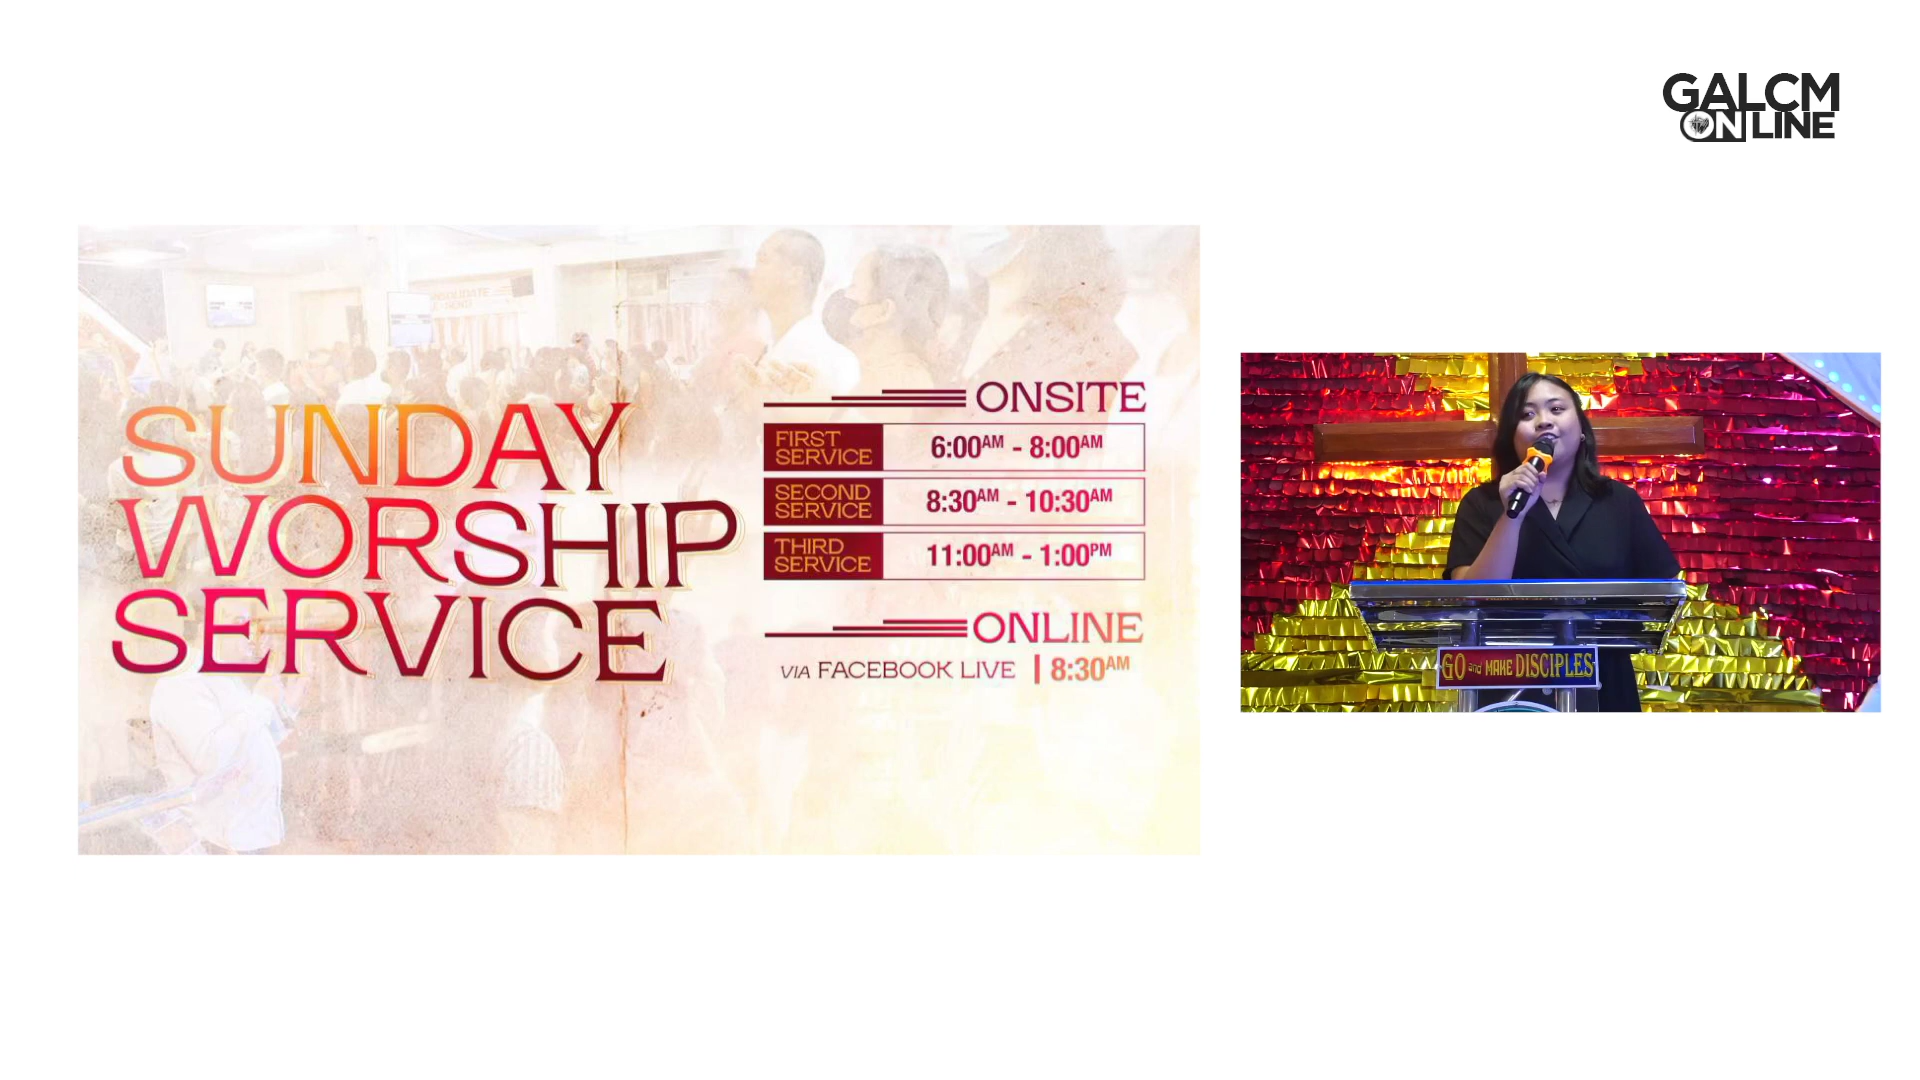 GALCM
ONLINE
SUNDAY
WORSHIP
SERVICE
ONSITE
FIRST SERVICE 6:00AM - 8:00AM
SECOND SERVICE 8:30AM - 10:30AM
THIRD SERVICE 11:00AM - 1:00PM
ONLINE
VIA FACEBOOK LIVE | 8:30AM
GO and MAKE DISCIPLES